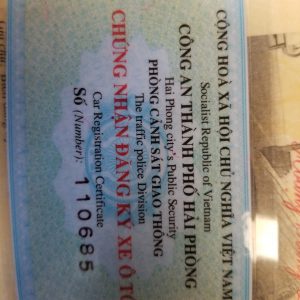 CỘNG HOÀ XÃ HỘI CHỦ NGHĨA VIỆT NAM
Socialist Republic of Vietnam
CÔNG AN THÀNH PHỐ HẢI PHÒNG
Hai Phong city's Public Security
PHÒNG CẢNH SÁT GIAO THÔNG
The traffic police Division
CHỨNG NHẬN ĐĂNG KÝ XE Ô TÔ
Car Registration Certificate
Số (Number): 110685